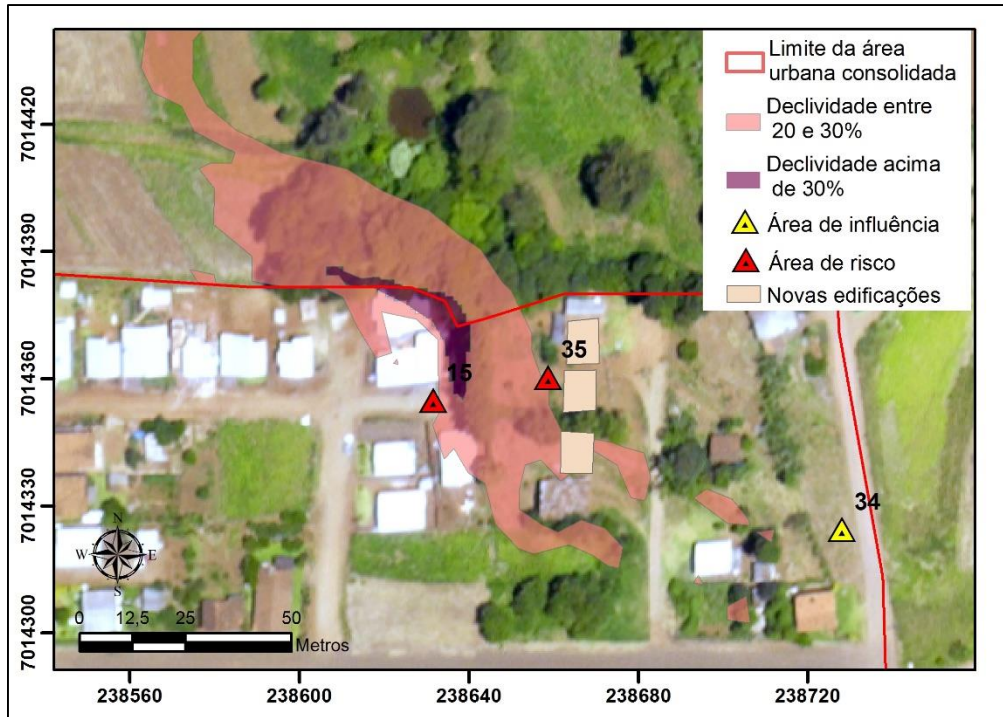 Limite da área
urbana consolidada
Declividade entre
20 e 30%
Declividade acima
de 30%
Área de influência
Área de risco
Novas edificações
7014420
7014390
7014360
7014330
7014300
15
35
34
N
W E
S
0 12,5 25 50
Metros
238560 238600 238640 238680 238720